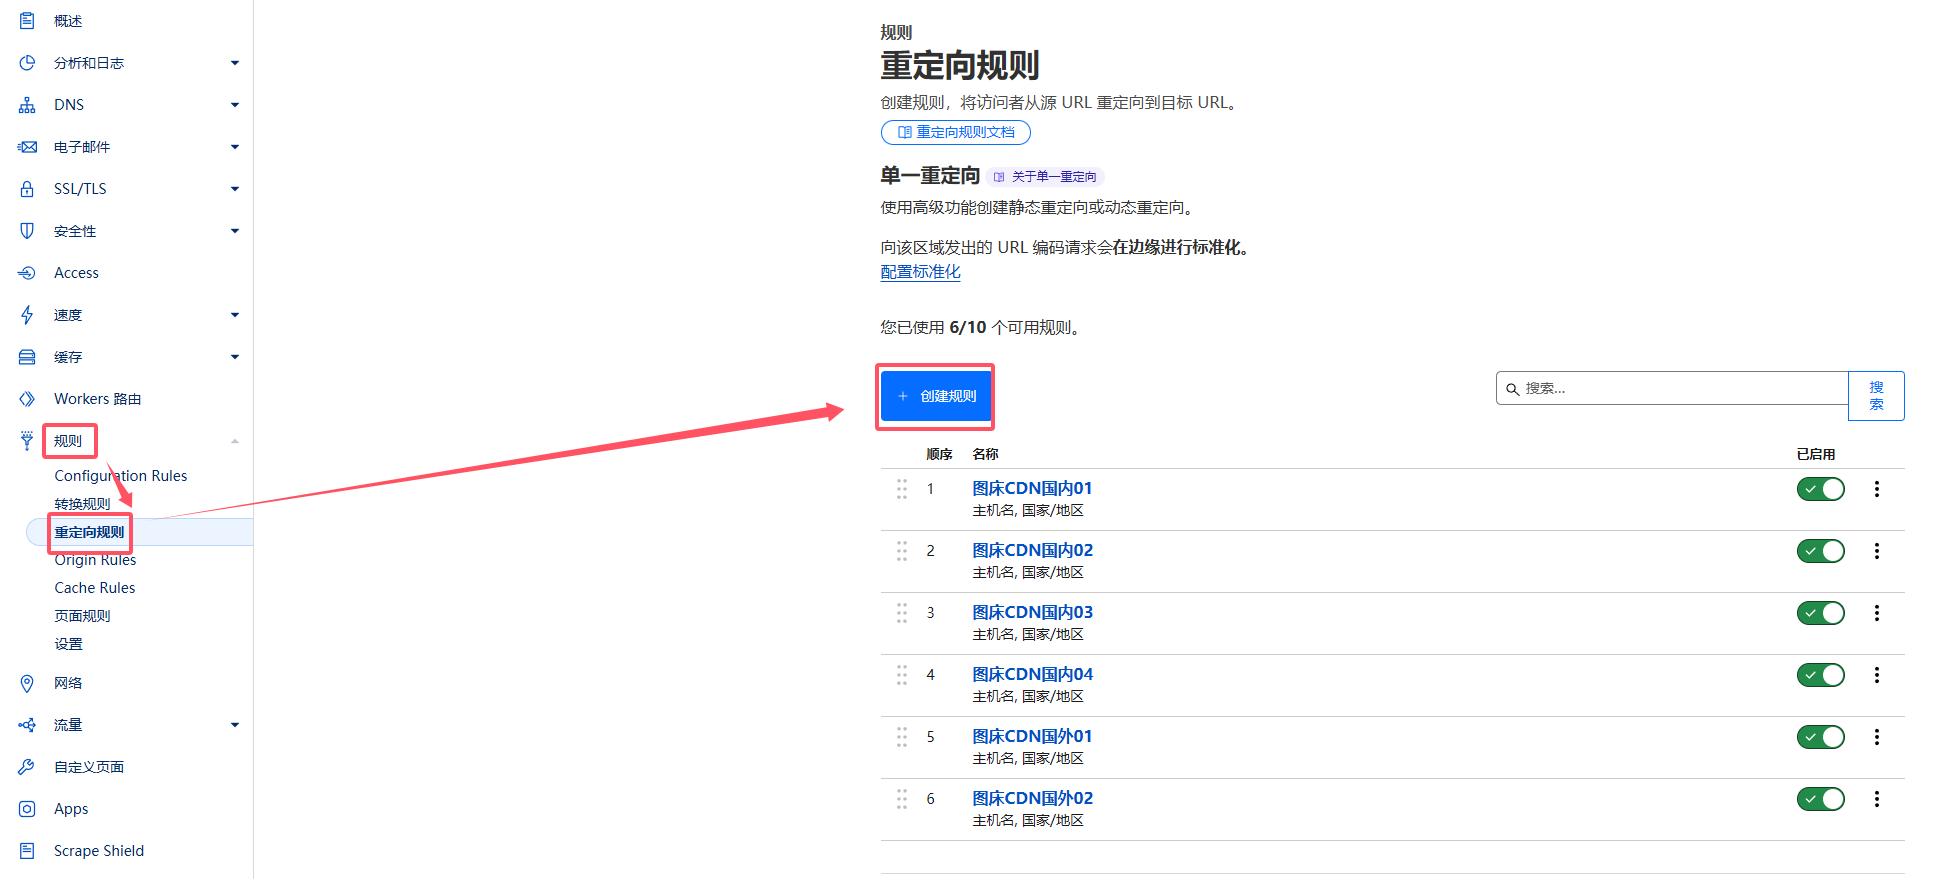 概述
分析和日志
DNS
电子邮件
SSL/TLS
安全性
Access
速度
缓存
Workers 路由
规则
Configuration Rules
转换规则
重定向规则
Origin Rules
Cache Rules
页面规则
设置
网络
流量
自定义页面
Apps
Scrape Shield
规则
重定向规则
创建规则，将访问者从源 URL 重定向到目标 URL。
重定向规则文档
单一重定向 关于单一重定向
使用高级功能创建静态重定向或动态重定向。
向该区域发出的 URL 编码请求会在边缘进行标准化。
配置标准化
您已使用 6/10 个可用规则。
+ 创建规则
搜索...
搜
索
顺序 名称 已启用
1 图床CDN国内01
主机名, 国家/地区
2 图床CDN国内02
主机名, 国家/地区
3 图床CDN国内03
主机名, 国家/地区
4 图床CDN国内04
主机名, 国家/地区
5 图床CDN国外01
主机名, 国家/地区
6 图床CDN国外02
主机名, 国家/地区